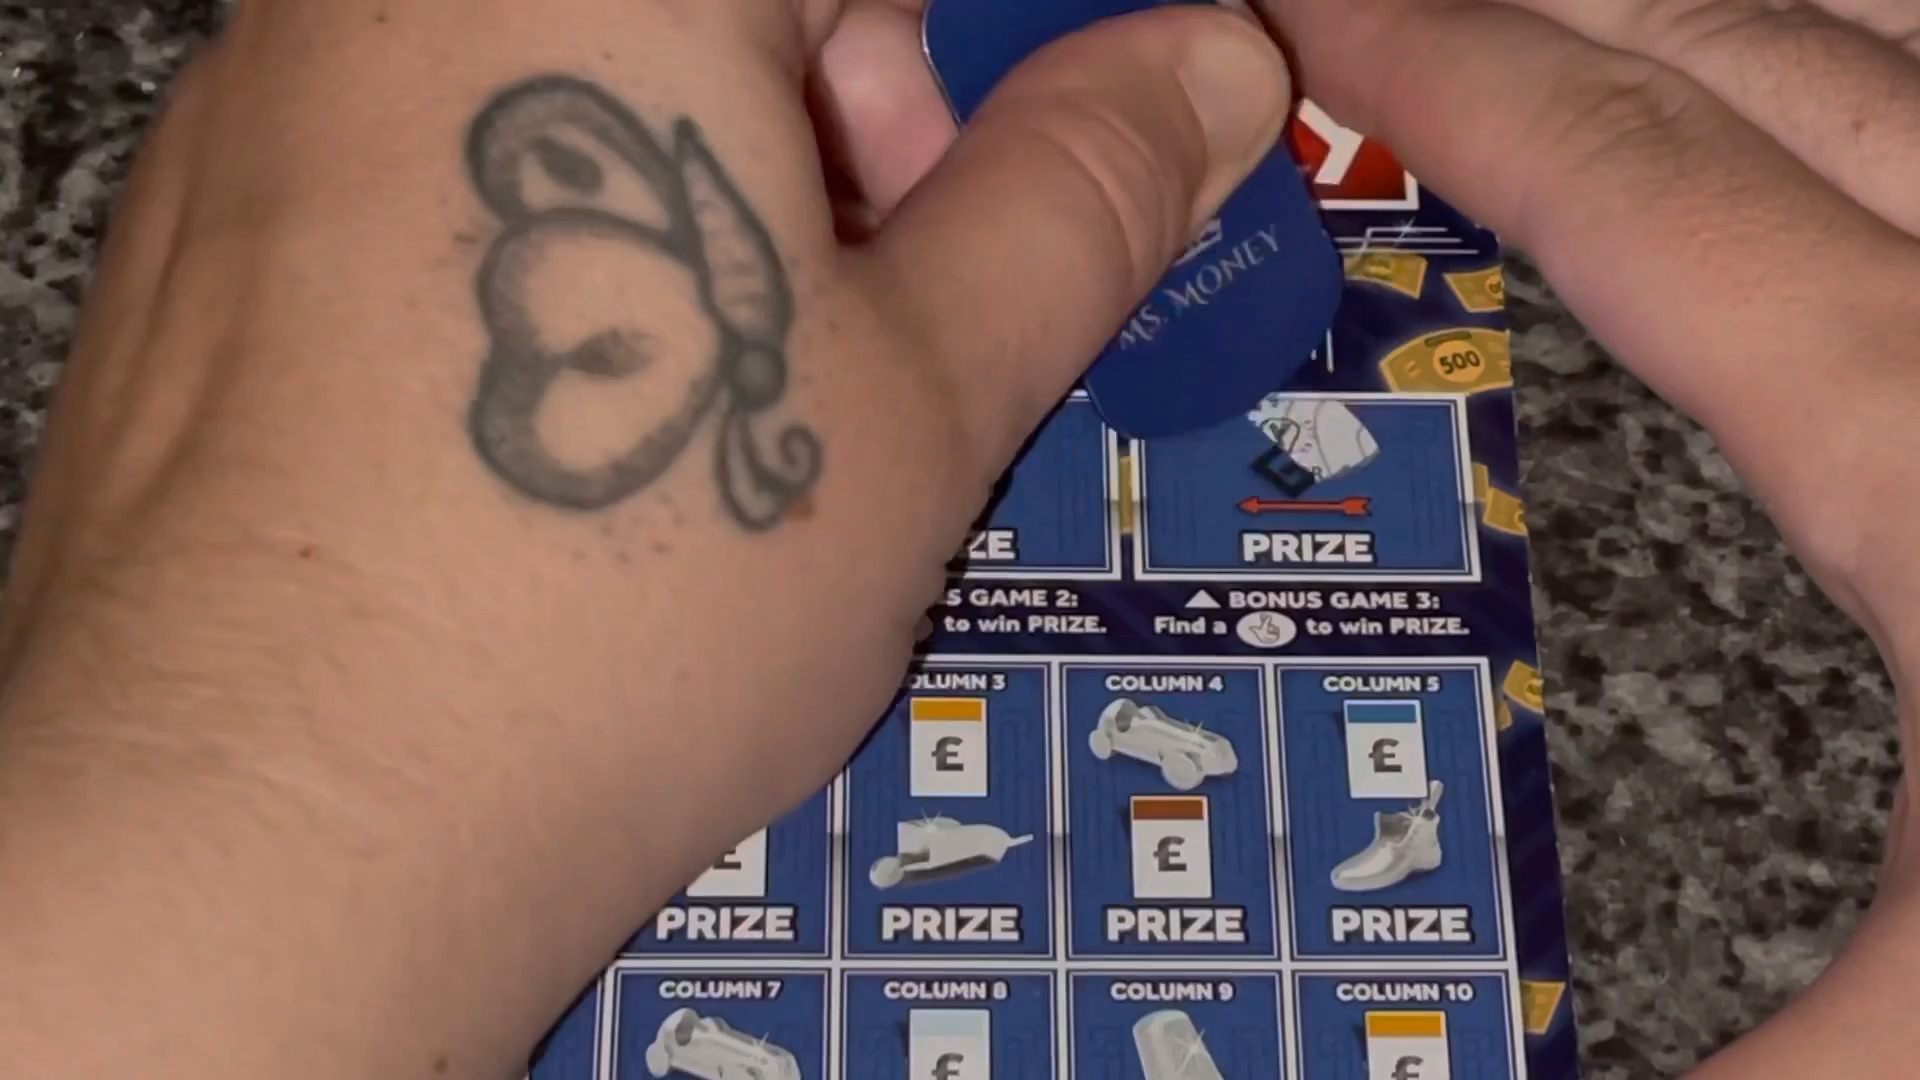 Y
MS. MONEY
500
ZE
PRIZE
S GAME 2:
to win PRIZE.
▲ BONUS GAME 3:
Find a to win PRIZE.
LUMN 3
COLUMN 4
COLUMN 5
£
£
£
£
PRIZE
PRIZE
PRIZE
PRIZE
COLUMN 7
COLUMN 8
COLUMN 9
COLUMN 10
£
£